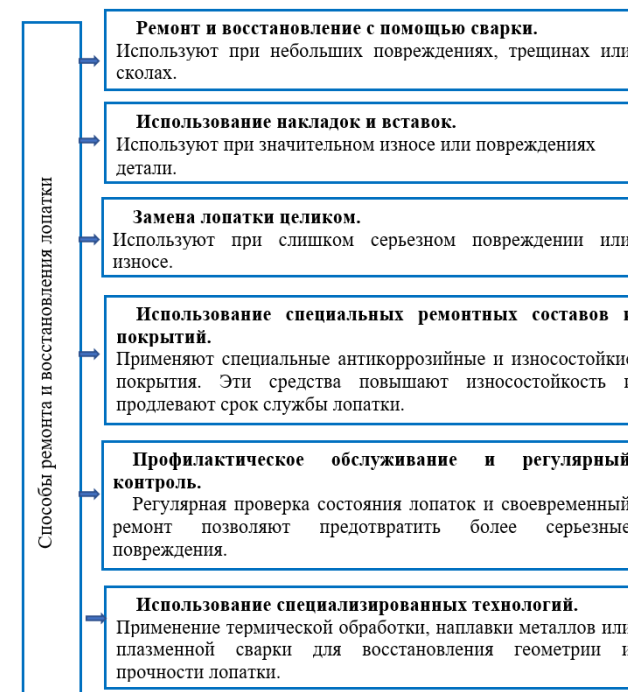 Способы ремонта и восстановления лопатки
Ремонт и восстановление с помощью сварки.
Используют при небольших повреждениях, трещинах или
сколах.
Использование накладок и вставок.
Используют при значительном износе или повреждениях
детали.
Замена лопатки целиком.
Используют при слишком серьезном повреждении или
износе.
Использование специальных ремонтных составов и
покрытий.
Применяют специальные антикоррозийные и износостойкие
покрытия. Эти средства повышают износостойкость и
продлевают срок службы лопатки.
Профилактическое обслуживание и регулярный
контроль.
Регулярная проверка состояния лопаток и своевременный
ремонт позволяют предотвратить более серьезные
повреждения.
Использование специализированных технологий.
Применение термической обработки, наплавки металлов или
плазменной сварки для восстановления геометрии и
прочности лопатки.